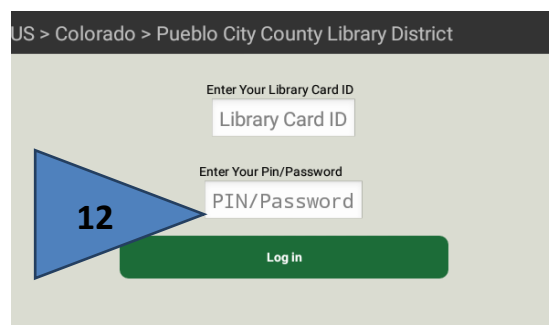 US > Colorado > Pueblo City County Library District
Enter Your Library Card ID
Library Card ID
Enter Your Pin/Password
PIN/Password
12
Log in